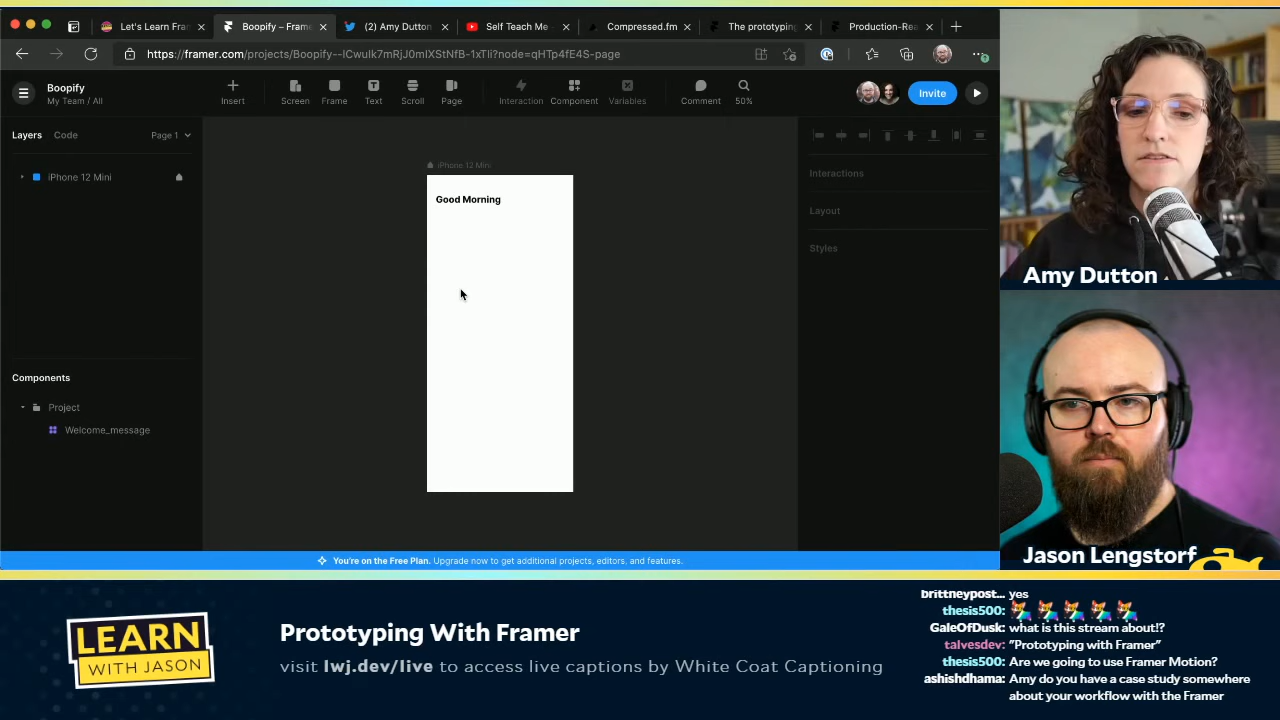 Let's Learn Fra
Boopify – Frame
(2) Amy Dutton
Self Teach Me -
Compressed.fm
The prototyping
Production-Rea
https://framer.com/projects/Boopify--lCwuIk7mRjJ0mIXStNfB-1xTIi?node=qHTp4fE4S-page
Boopify
My Team / All
Insert
Screen
Frame
Text
Scroll
Page
Interaction
Component
Variables
Comment
50%
Invite
Layers
Code
Page 1
iPhone 12 Mini
iPhone 12 Mini
Good Morning
Interactions
Layout
Styles
Components
Project
Welcome_message
You're on the Free Plan. Upgrade now to get additional projects, editors, and features.
Amy Dutton
Jason Lengstorf
LEARN
WITH JASON
Prototyping With Framer
visit lwj.dev/live to access live captions by White Coat Captioning
brittneypost... yes
thesis500:
GaleOfDusk: what is this stream about!?
talvesdev: "Prototyping with Framer"
thesis500: Are we going to use Framer Motion?
ashishdhama: Amy do you have a case study somewhere
about your workflow with the Framer